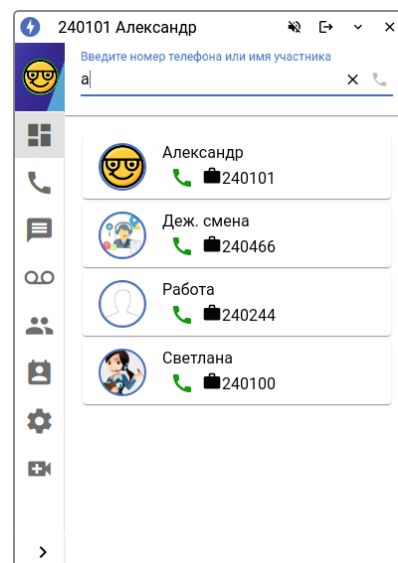 240101 Александр
Введите номер телефона или имя участника
а
Александр
240101
Деж. смена
240466
Работа
240244
Светлана
240100